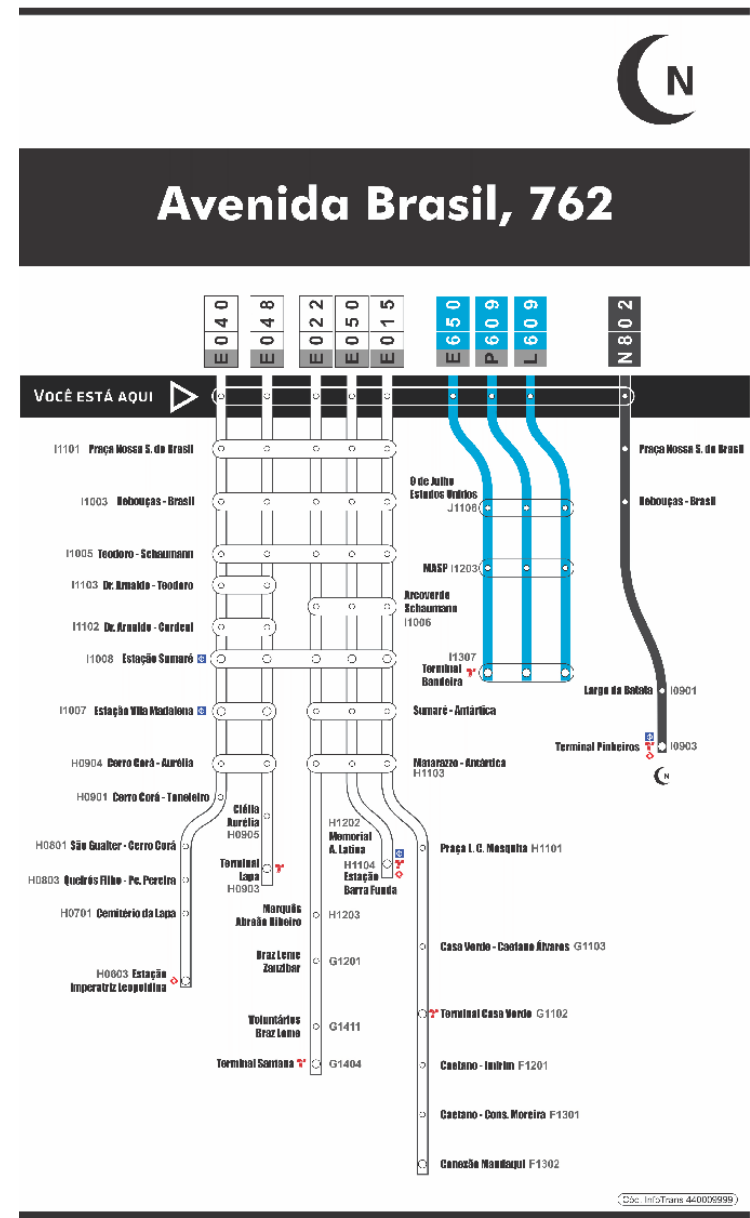 N
Avenida Brasil, 762
E040
E048
E022
E050
E015
E650
P609
L609
N802
VOCÊ ESTÁ AQUI
I1101 Praça Nossa S. do Brasil
Praça Nossa S. do Brasil
I1003 Rebouças - Brasil
9 de Julho
Estados Unidos
J1106
Rebouças - Brasil
I1005 Teodoro - Schaumann
MASP I1203
I1103 Dr. Arnaldo - Teodoro
Arcoverde
Schaumann
I1006
I1102 Dr. Arnaldo - Cardeal
I1008 Estação Sumaré
I1307
Terminal
Bandeira
Largo da Batata I0901
I1007 Estação Vila Madalena
Sumaré - Antártica
Terminal Pinheiros I0903
N
H0904 Cerro Corá - Aurélia
Matarazzo - Antártica
H1103
H0901 Cerro Corá - Toneleiro
Clélia
Aurélia
H0905
H1202
Memorial
A. Latina
H0801 São Gualter - Cerro Corá
Praça L. C. Mesquita H1101
Terminal
Lapa
H0903
H1104
Estação
Barra Funda
H0803 Queirós Filho - Pe. Pereira
H0701 Cemitério da Lapa
Marquês
Abraão Ribeiro
H1203
Casa Verde - Caetano Álvares G1103
Braz Leme
Zanzibar
G1201
H0603 Estação
Imperatriz Leopoldina
Terminal Casa Verde G1102
Voluntários
Braz Leme
G1411
Terminal Santana G1404
Caetano - Imirim F1201
Caetano - Cons. Moreira F1301
Conexão Mandaqui F1302
Cód. InfoTrans 440009999